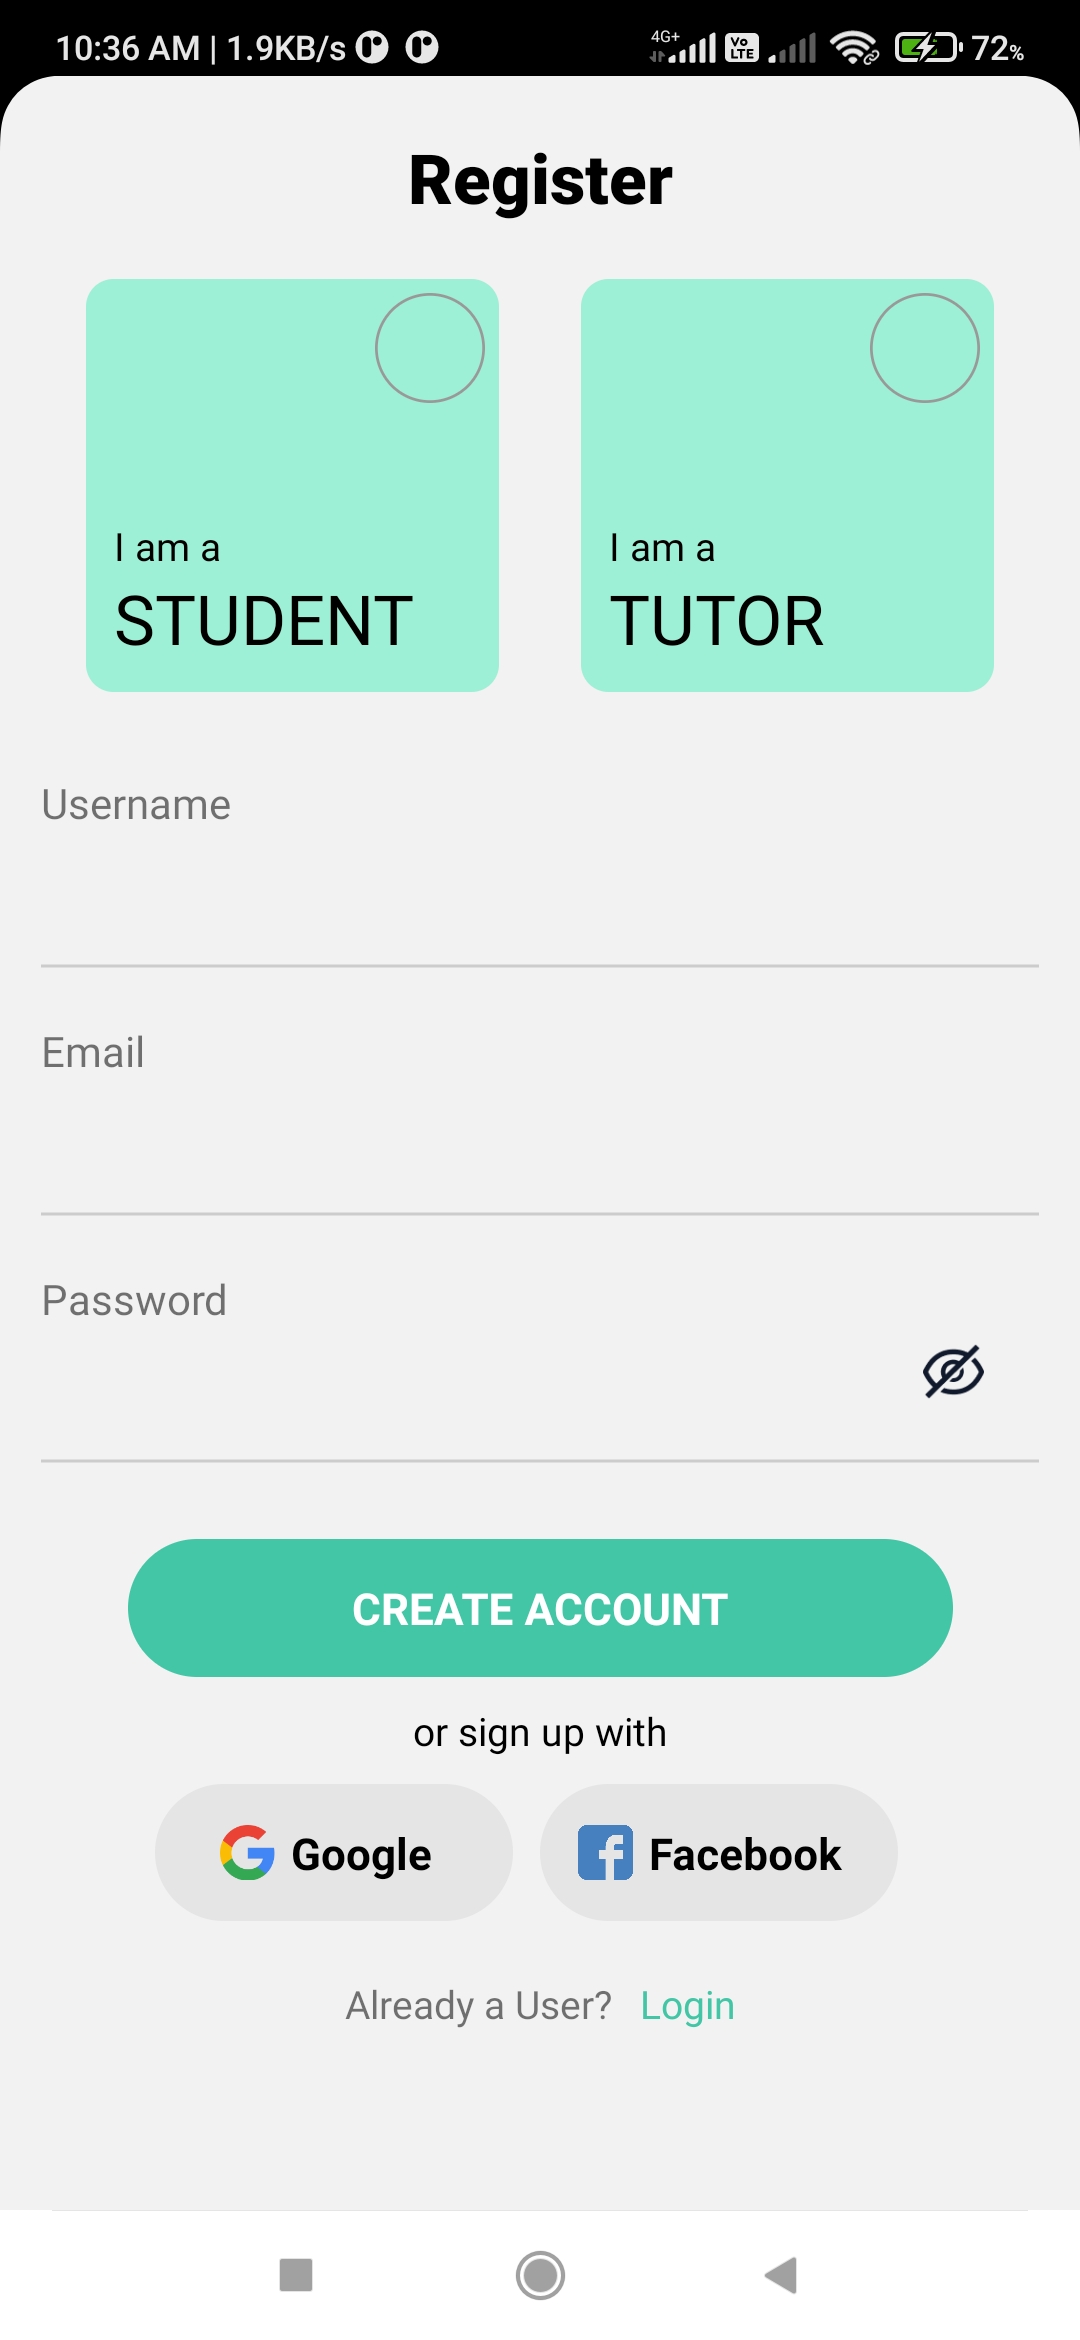 10:36 AM | 1.9KB/s 4G+ Vo LTE 72%
Register
I am a
STUDENT
I am a
TUTOR
Username
Email
Password
CREATE ACCOUNT
or sign up with
Google Facebook
Already a User? Login